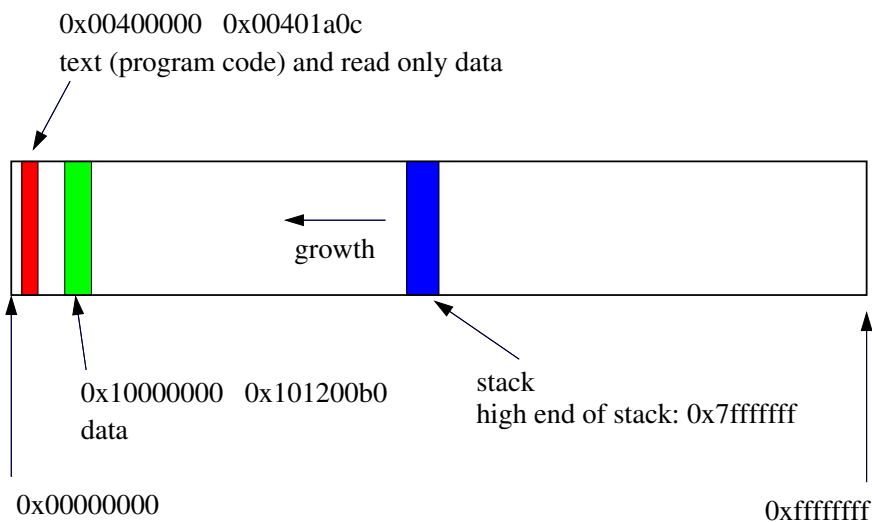 0x00400000 0x00401a0c
text (program code) and read only data
growth
0x10000000 0x101200b0
data
stack
high end of stack: 0x7fffffff
0x00000000
0xffffffff